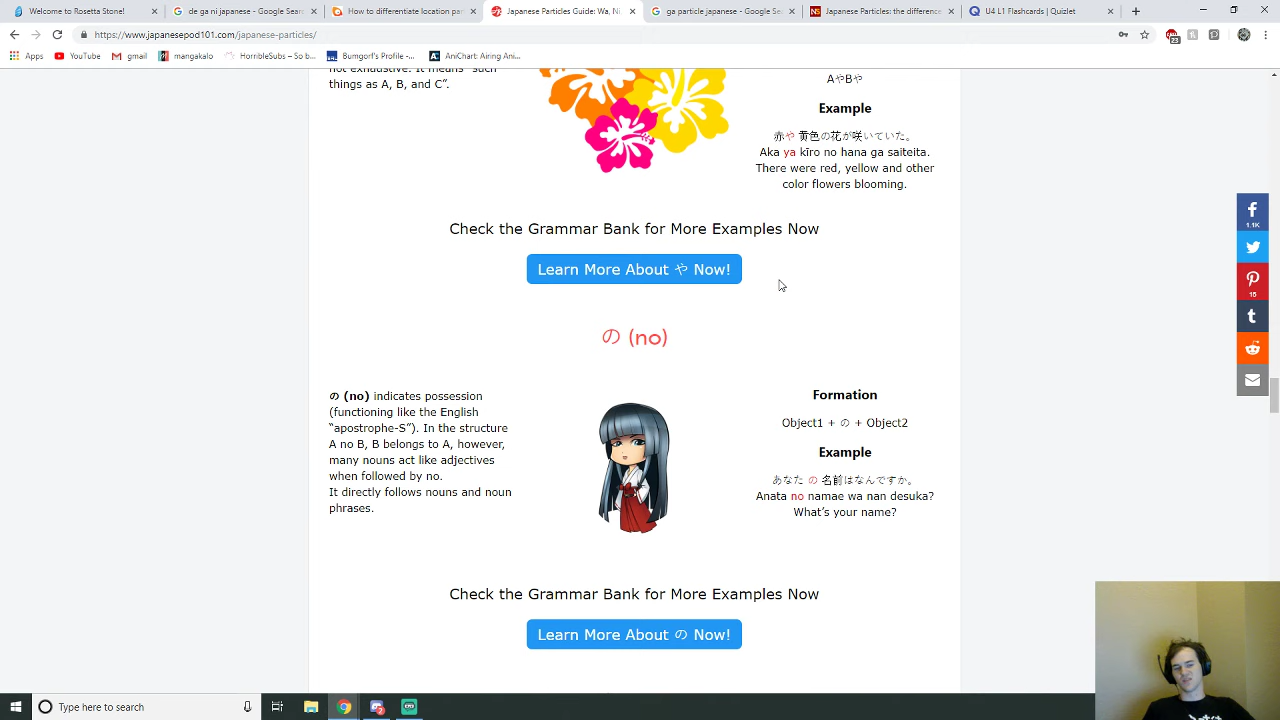 Welcome to Rosetta Stone!
de ga ni japanese - Google Sear
How to differentiate location par
Japanese Particles Guide: Wa, Ni
ga particle japanese - Google Se
Japanese Particles: the difference
U4 L1 Flashcards | Quizlet
https://www.japanesepod101.com/japanese-particles/
23
Apps
YouTube
gmail
mangakalo
HorribleSubs – So b...
Bumgorf's Profile -...
AniChart: Airing Ani...
not exhaustive. It means "such
things as A, B, and C".
AやBや
Example
赤や 黄色の花が咲いていた。
Aka ya kīro no hana ga saiteita.
There were red, yellow and other
color flowers blooming.
Check the Grammar Bank for More Examples Now
Learn More About や Now!
の (no)
の (no) indicates possession
(functioning like the English
"apostrophe-S"). In the structure
A no B, B belongs to A, however,
many nouns act like adjectives
when followed by no.
It directly follows nouns and noun
phrases.
Formation
Object1 + の + Object2
Example
あなた の 名前はなんですか。
Anata no namae wa nan desuka?
What's your name?
Check the Grammar Bank for More Examples Now
Learn More About の Now!
1.1K
15
Type here to search
2